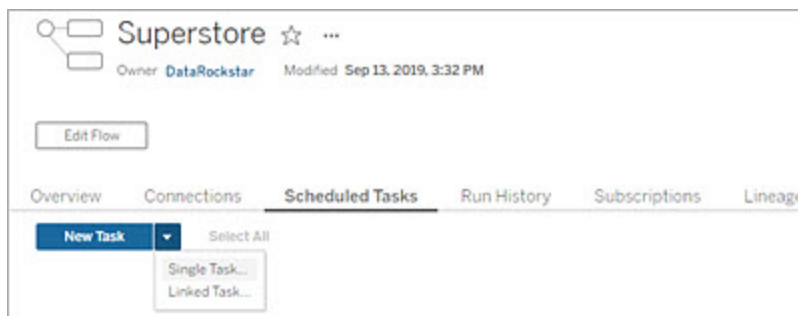 Superstore ☆ ...
Owner DataRockstar Modified Sep 13, 2019, 3:32 PM
Edit Flow
Overview Connections Scheduled Tasks Run History Subscriptions Lineage
New Task Select All
Single Task...
Linked Task...